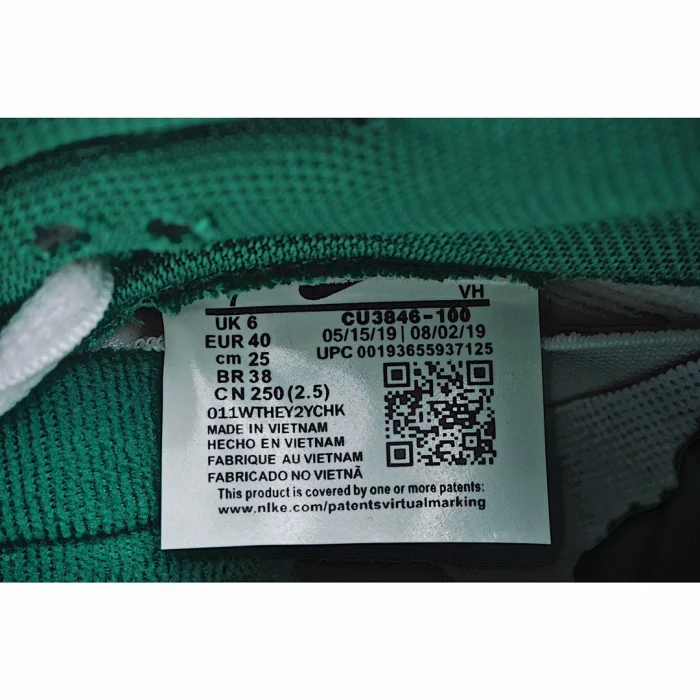 VH
UK 6
EUR 40
cm 25
BR 38
CN 250 (2.5)
CU3846-100
05/15/19 | 08/02/19
UPC 00193655937125
011WTHEY2YCHK
MADE IN VIETNAM
HECHO EN VIETNAM
FABRIQUE AU VIETNAM
FABRICADO NO VIETNÃ
This product is covered by one or more patents:
www.nlke.com/patentsvirtualmarking